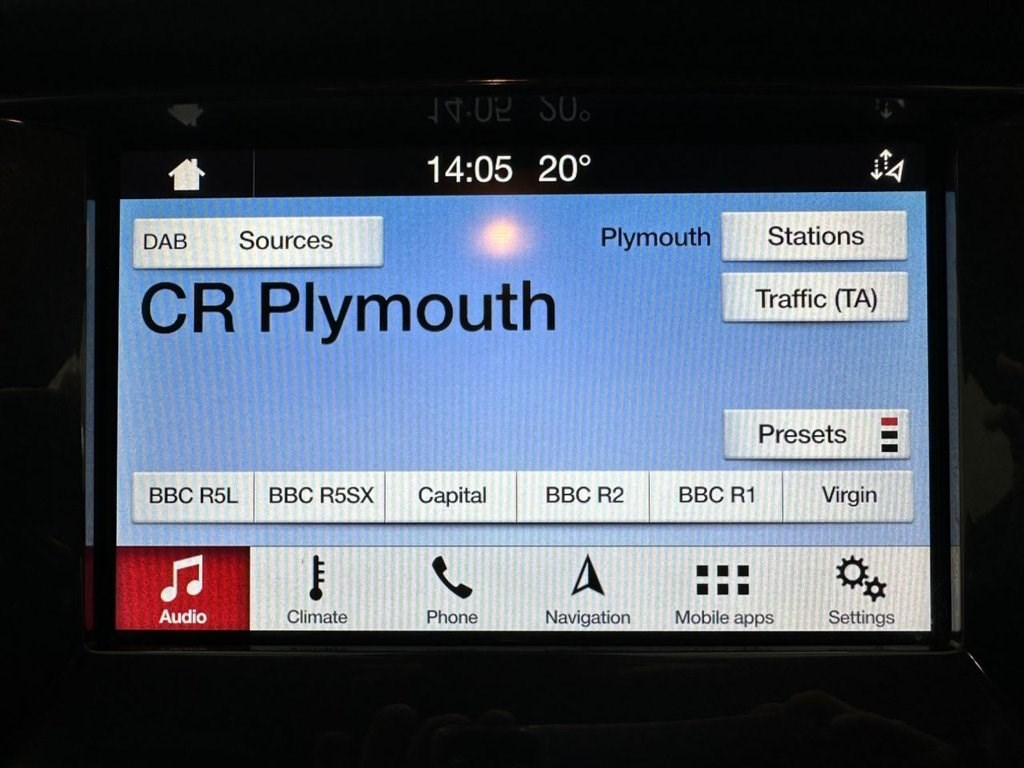 14:05 20°
DAB Sources
Plymouth Stations
CR Plymouth
Traffic (TA)
Presets
BBC R5L BBC R5SX Capital BBC R2 BBC R1 Virgin
Audio Climate Phone Navigation Mobile apps Settings